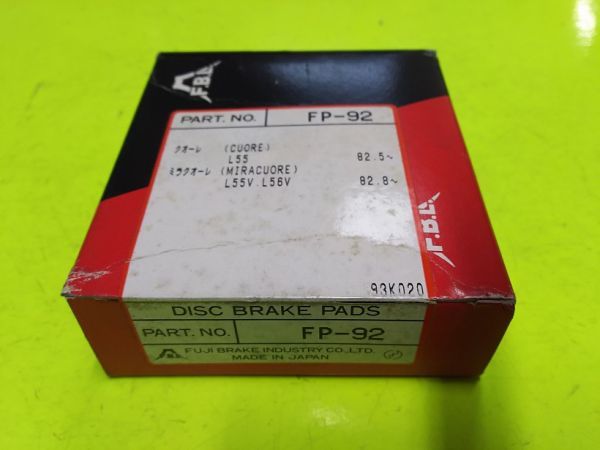 F.B.L.
PART. NO. FP-92
クオーレ (CUORE)
L55 82.5~
ミラクオーレ (MIRACUORE)
L55V.L56V 82.8~
F.B.L.
93K020
DISC BRAKE PADS
PART. NO. FP-92
FUJI BRAKE INDUSTRY CO.,LTD.
MADE IN JAPAN